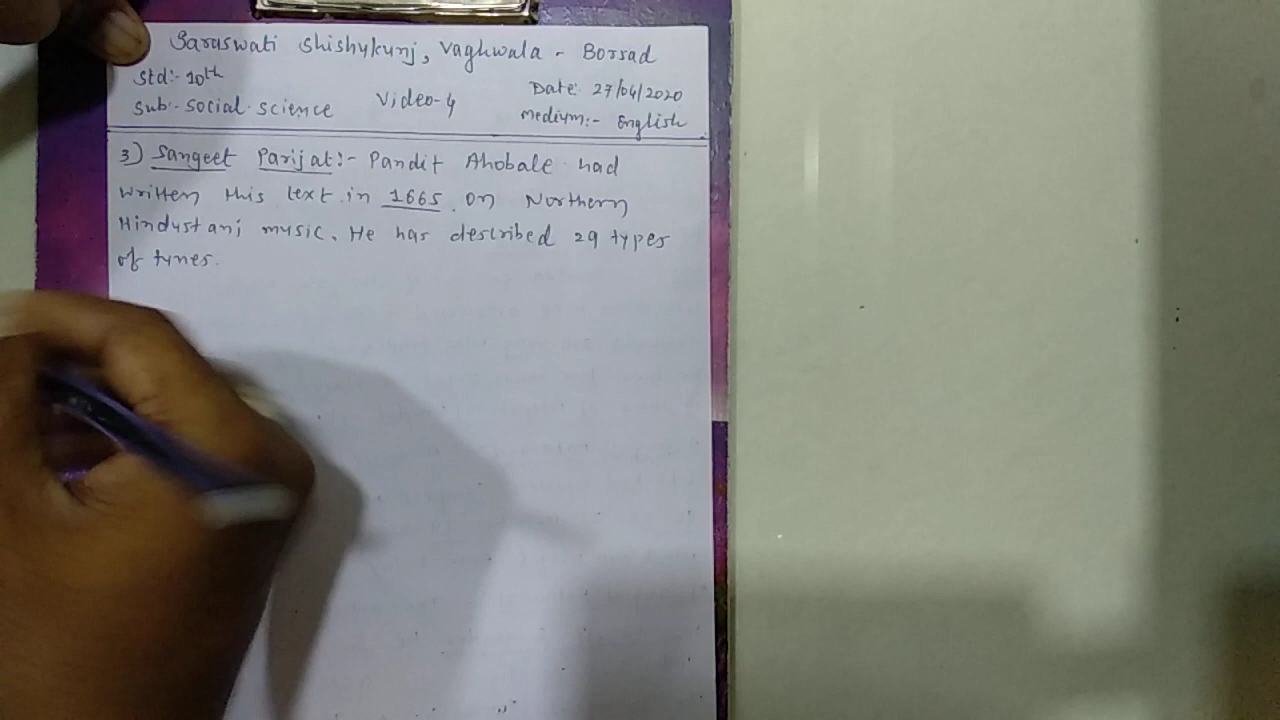 Saraswati Shishykunj, Vaghwala - Borsad
Std:- 10th
Video-4
Date: 27/04/2020
Sub:- Social Science
Medium:- English
3) Sangeet Parijat:- Pandit Ahobale had
written this text in 1665 on Northern
Hindustani music. He has described 29 types
of tunes.